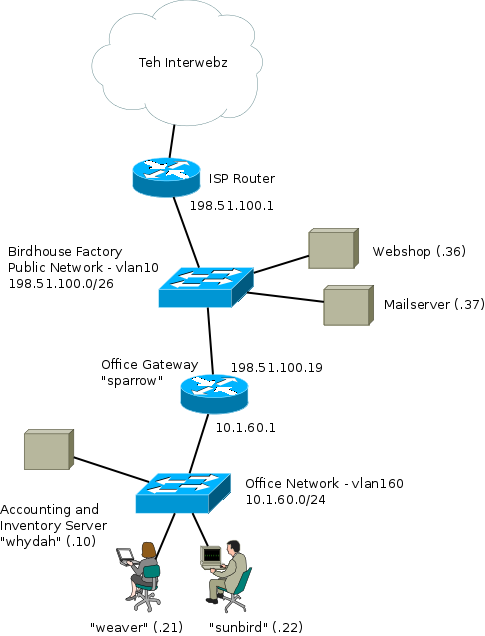 Teh Interwebz
ISP Router
198.51.100.1
Birdhouse Factory
Public Network - vlan10
198.51.100.0/26
Webshop (.36)
Mailserver (.37)
Office Gateway
"sparrow"
198.51.100.19
10.1.60.1
Office Network - vlan160
10.1.60.0/24
Accounting and
Inventory Server
"whydah" (.10)
"weaver" (.21)
"sunbird" (.22)